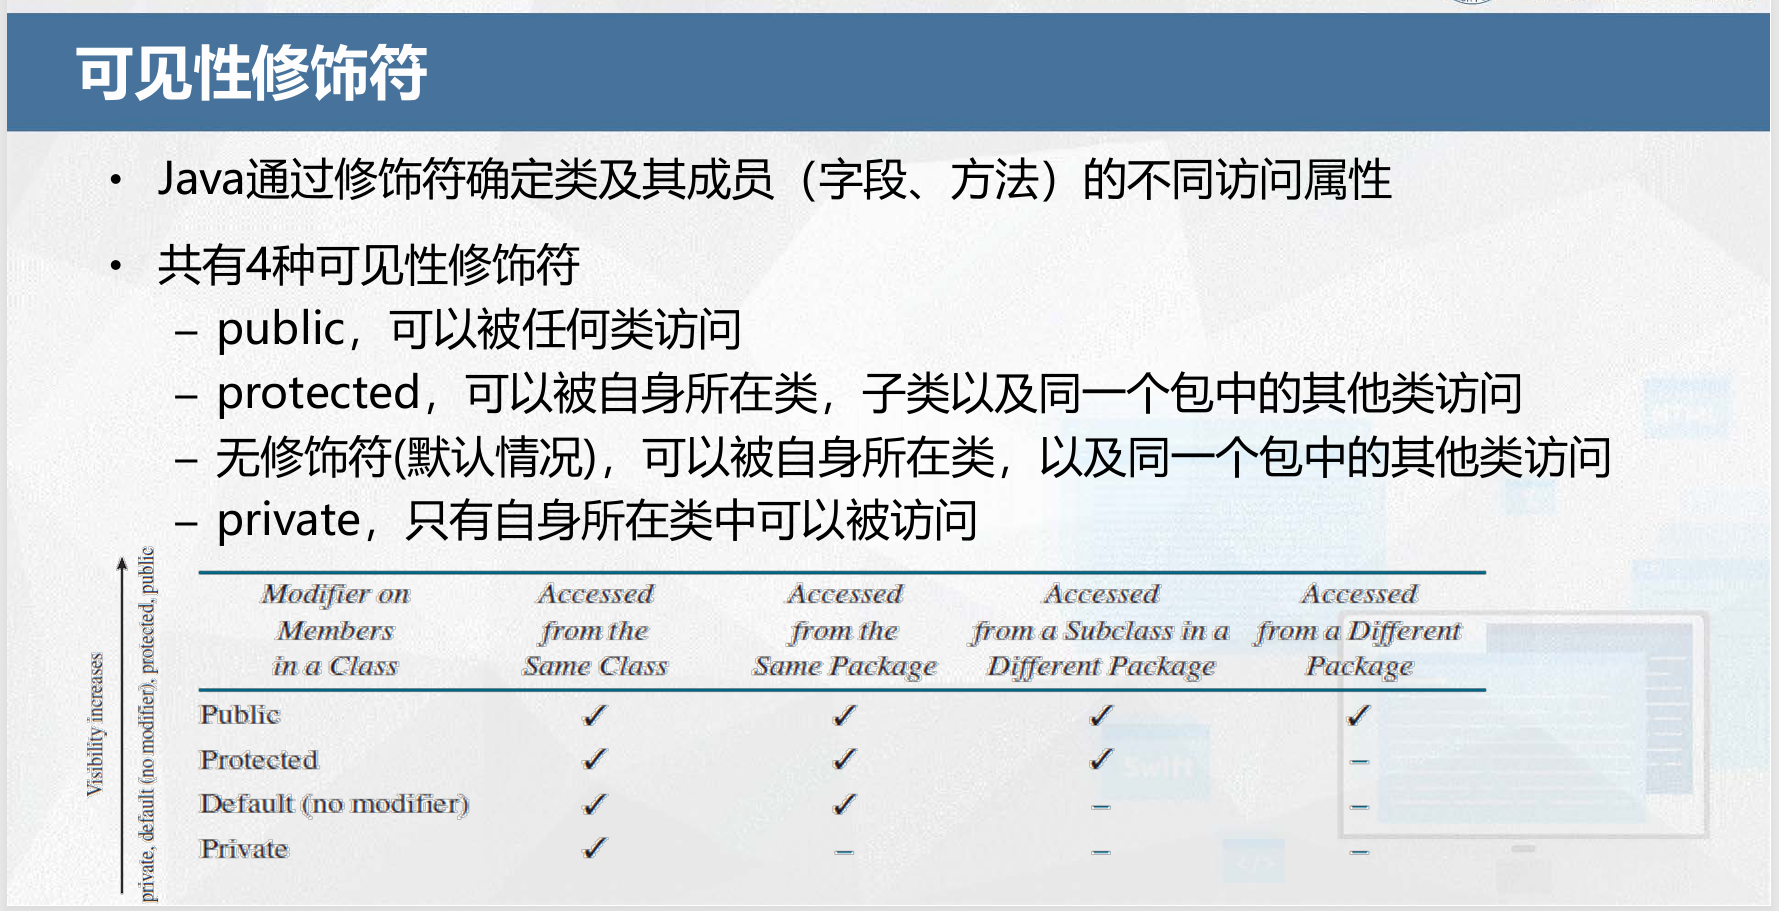 可见性修饰符
• Java通过修饰符确定类及其成员（字段、方法）的不同访问属性
• 共有4种可见性修饰符
– public，可以被任何类访问
– protected，可以被自身所在类，子类以及同一个包中的其他类访问
– 无修饰符(默认情况)，可以被自身所在类，以及同一个包中的其他类访问
– private，只有自身所在类中可以被访问
Visibility increases
private, default (no modifier), protected, public
Modifier on Members in a Class Accessed from the Same Class Accessed from the Same Package Accessed from a Subclass in a Different Package Accessed from a Different Package
Public ✓ ✓ ✓ ✓
Protected ✓ ✓ ✓ –
Default (no modifier) ✓ ✓ – –
Private ✓ – – –
Swift